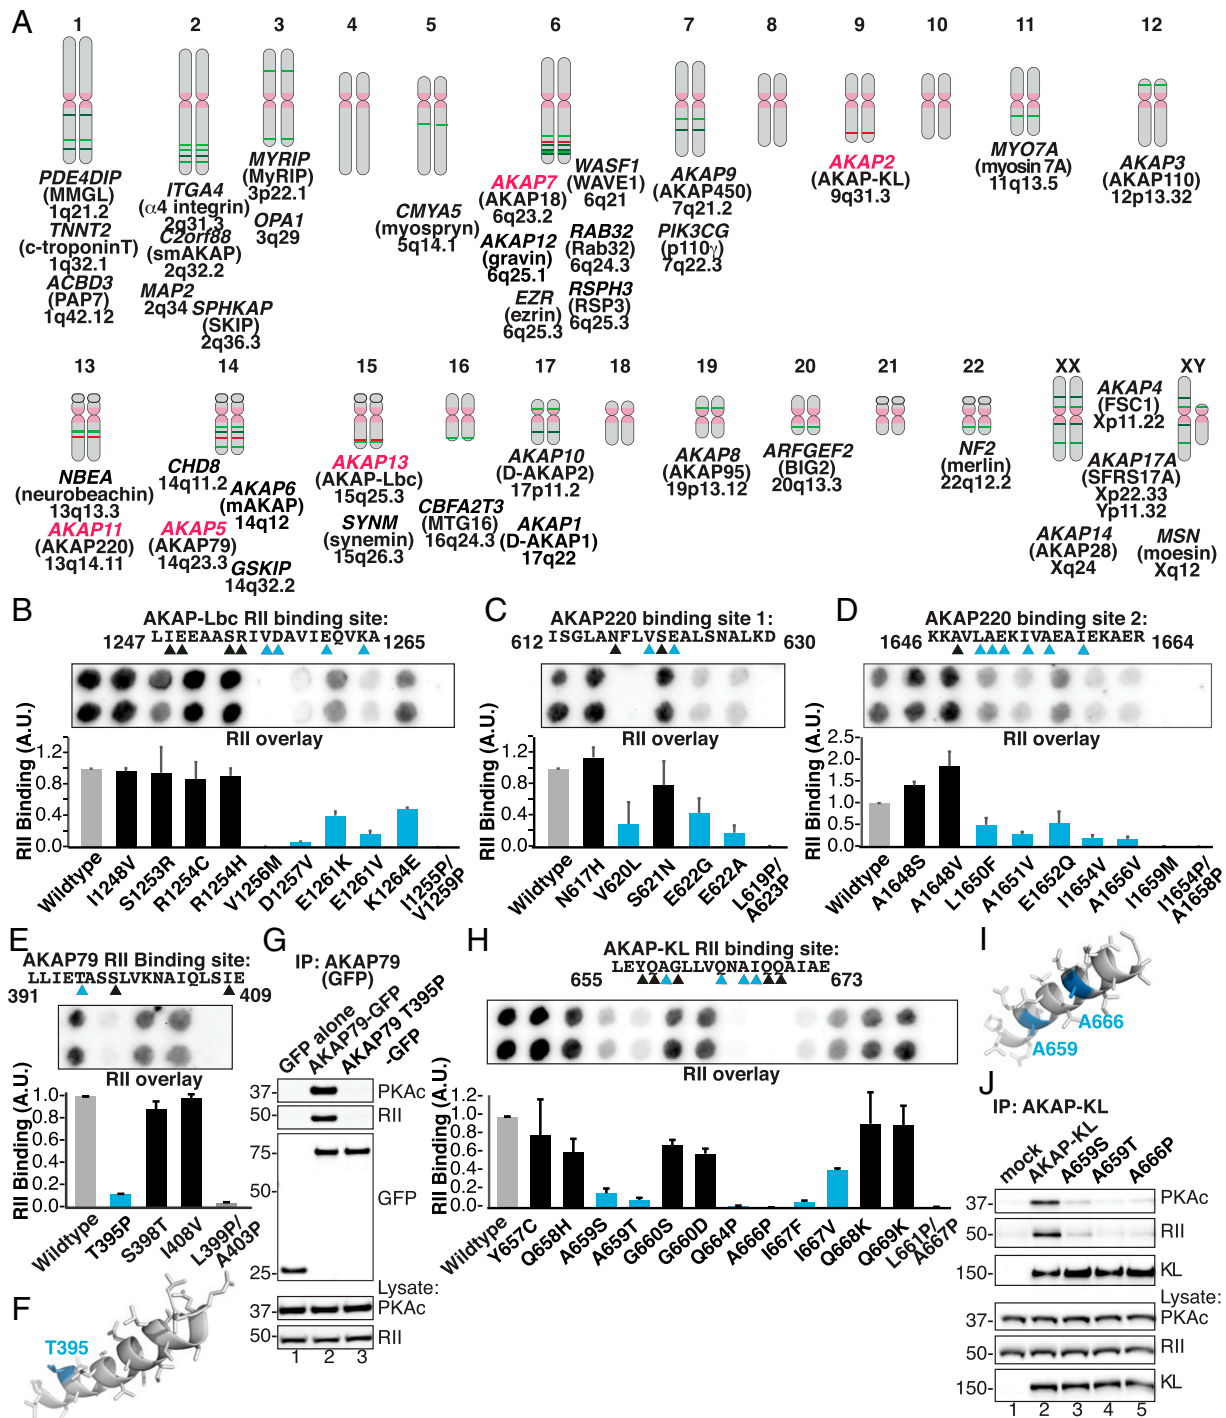 A
1 2 3 4 5 6 7 8 9 10 11 12
PDE4DIP
(MMGL)
1q21.2
TNNT2
(c-troponinT)
1q32.1
ACBD3
(PAP7)
1q42.12
ITGA4
(α4 integrin)
2q31.3
C2orf88
(smAKAP)
2q32.2
MAP2
2q34
SPHKAP
(SKIP)
2q36.3
MYRIP
(MyRIP)
3p22.1
OPA1
3q29
CMYA5
(myospryn)
5q14.1
AKAP7
(AKAP18)
6q23.2
AKAP12
(gravin)
6q25.1
EZR
(ezrin)
6q25.3
WASF1
(WAVE1)
6q21
RAB32
(Rab32)
6q24.3
RSPH3
(RSP3)
6q25.3
AKAP9
(AKAP450)
7q21.2
PIK3CG
(p110γ)
7q22.3
AKAP2
(AKAP-KL)
9q31.3
MYO7A
(myosin 7A)
11q13.5
AKAP3
(AKAP110)
12p13.32
13 14 15 16 17 18 19 20 21 22 XX XY
NBEA
(neurobeachin)
13q13.3
AKAP11
(AKAP220)
13q14.11
CHD8
14q11.2
AKAP6
(mAKAP)
14q12
AKAP5
(AKAP79)
14q23.3
GSKIP
14q32.2
AKAP13
(AKAP-Lbc)
15q25.3
SYNM
(synemin)
15q26.3
CBFA2T3
(MTG16)
16q24.3
AKAP10
(D-AKAP2)
17p11.2
AKAP1
(D-AKAP1)
17q22
AKAP8
(AKAP95)
19p13.12
ARFGEF2
(BIG2)
20q13.3
NF2
(merlin)
22q12.2
AKAP4
(FSC1)
Xp11.22
AKAP17A
(SFRS17A)
Xp22.33
Yp11.32
AKAP14
(AKAP28)
Xq24
MSN
(moesin)
Xq12
B
AKAP-Lbc RII binding site:
1247 LIEEAASRIVDAVIEQVKA 1265
RII overlay
RII Binding (A.U.)
1.2
0.8
0.4
0.0
Wildtype
I1248V
S1253R
R1254C
R1254H
V1256M
D1257V
E1261K
E1261V
K1264E
I1255P/
V1259P
C
AKAP220 binding site 1:
612 ISGLANFLVSEALSNALKD 630
RII overlay
RII Binding (A.U.)
1.2
0.8
0.4
0.0
Wildtype
N617H
V620L
S621N
E622G
E622A
L619P/
A623P
D
AKAP220 binding site 2:
1646 KKAVLAEKIVAEAIEKAER 1664
RII overlay
RII Binding (A.U.)
2.5
2.0
1.5
1.0
0.5
0.0
Wildtype
A1648S
A1648V
L1650F
A1651V
E1652Q
I1654V
A1656V
I1659M
I1654P/
A1658P
E
AKAP79 RII Binding site:
LLIETASSLVKNAIQLSIE
391 409
RII overlay
RII Binding (A.U.)
1.0
0.8
0.6
0.4
0.2
0.0
Wildtype
T395P
S398T
I408V
L399P/
A403P
F
T395
G
IP: AKAP79
(GFP)
GFP alone
AKAP79-GFP
AKAP79 T395P
-GFP
37- PKAc
50- RII
75-
50- GFP
25-
Lysate:
37- PKAc
50- RII
1 2 3
H
AKAP-KL RII binding site:
LEYQAGLLVQNAIQQAIAE
655 673
RII overlay
RII Binding (A.U.)
1.2
1.0
0.8
0.6
0.4
0.2
0.0
Wildtype
Y657C
Q658H
A659S
A659T
G660S
G660D
Q664P
A666P
I667F
I667V
Q668K
Q669K
L661P/
A667P
I
A666
A659
J
IP: AKAP-KL
mock
AKAP-KL
A659S
A659T
A666P
37- PKAc
50- RII
150- KL
Lysate:
37- PKAc
50- RII
150- KL
1 2 3 4 5